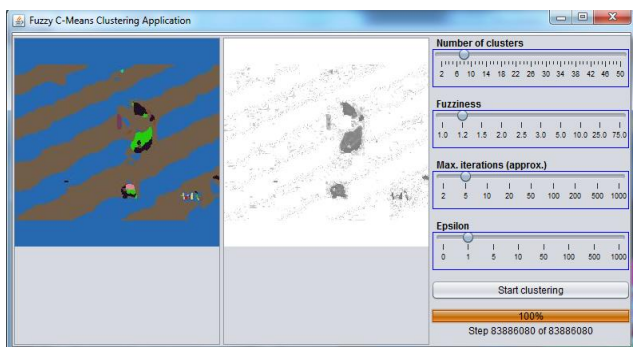 Fuzzy C-Means Clustering Application
Number of clusters
2 6 10 14 18 22 26 30 34 38 42 46 50
Fuzziness
1.0 1.2 1.5 2.0 2.5 3.0 5.0 10.0 25.0 75.0
Max. iterations (approx.)
2 5 10 20 50 100 200 500 1000
Epsilon
0 1 5 10 50 100 500 1000
Start clustering
100%
Step 83886080 of 83886080